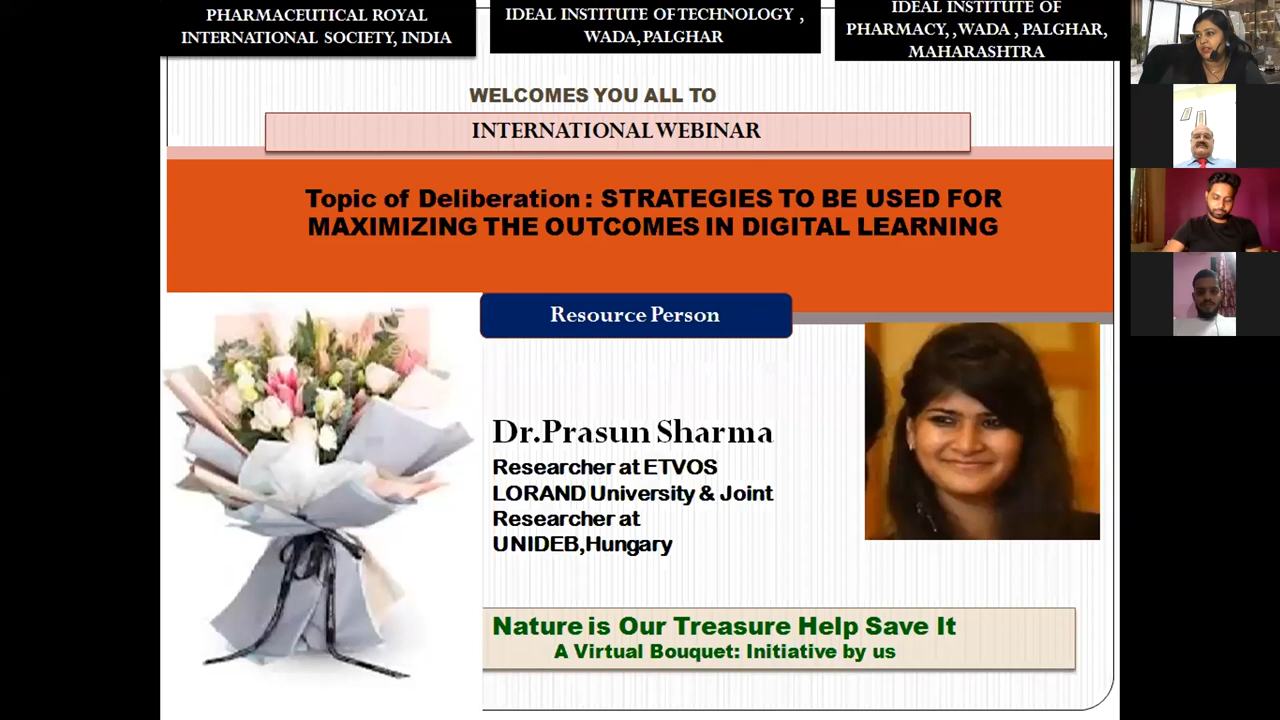 PHARMACEUTICAL ROYAL
INTERNATIONAL SOCIETY, INDIA
IDEAL INSTITUTE OF TECHNOLOGY ,
WADA,PALGHAR
IDEAL INSTITUTE OF
PHARMACY, ,WADA , PALGHAR,
MAHARASHTRA
WELCOMES YOU ALL TO
INTERNATIONAL WEBINAR
Topic of Deliberation : STRATEGIES TO BE USED FOR
MAXIMIZING THE OUTCOMES IN DIGITAL LEARNING
Resource Person
Dr.Prasun Sharma
Researcher at ETVOS
LORAND University & Joint
Researcher at
UNIDEB,Hungary
Nature is Our Treasure Help Save It
A Virtual Bouquet: Initiative by us